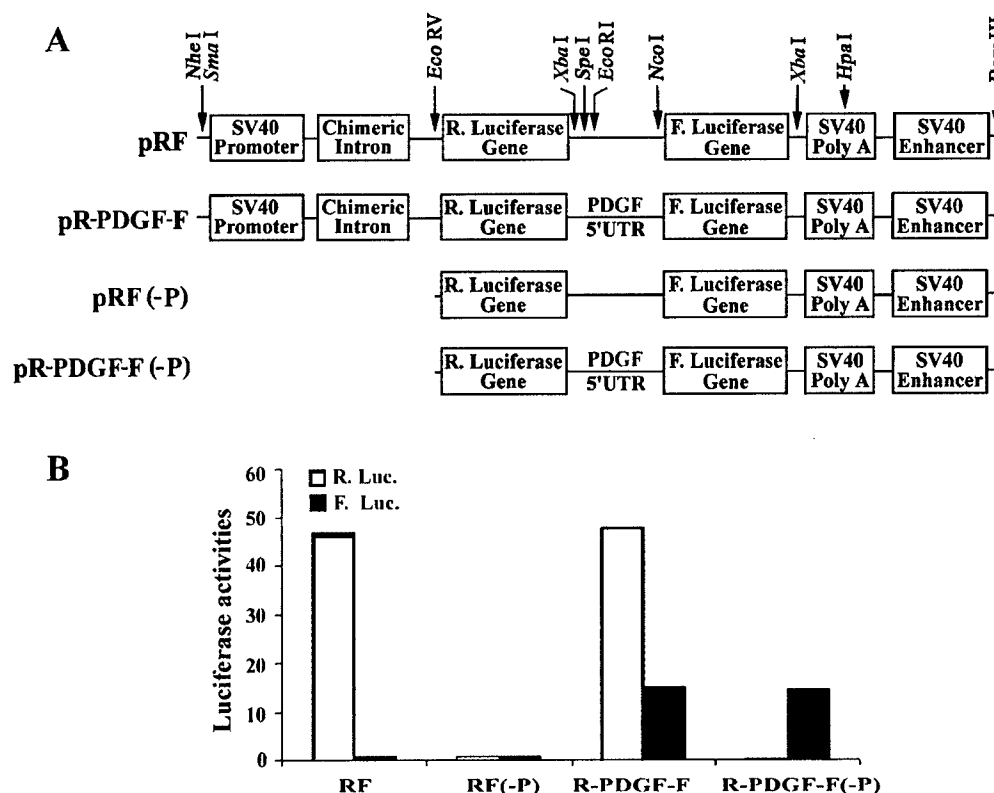 A
Nhe I
Sma I
Eco RV
Xba I
Spe I
Eco RI
Nco I
Xba I
Hpa I
pRF
SV40 Promoter
Chimeric Intron
R. Luciferase Gene
F. Luciferase Gene
SV40 Poly A
SV40 Enhancer
pR-PDGF-F
SV40 Promoter
Chimeric Intron
R. Luciferase Gene
PDGF 5'UTR
F. Luciferase Gene
SV40 Poly A
SV40 Enhancer
pRF (-P)
R. Luciferase Gene
F. Luciferase Gene
SV40 Poly A
SV40 Enhancer
pR-PDGF-F (-P)
R. Luciferase Gene
PDGF 5'UTR
F. Luciferase Gene
SV40 Poly A
SV40 Enhancer
B
R. Luc.
F. Luc.
Luciferase activities
60
50
40
30
20
10
0
RF
RF(-P)
R-PDGF-F
R-PDGF-F(-P)